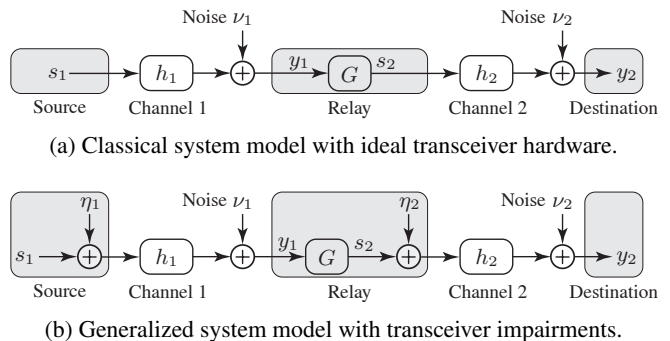 Noise ν₁ Noise ν₂
s₁ h₁ y₁ G s₂ h₂ y₂
Source Channel 1 Relay Channel 2 Destination
(a) Classical system model with ideal transceiver hardware.
η₁ Noise ν₁ η₂ Noise ν₂
s₁ h₁ y₁ G s₂ h₂ y₂
Source Channel 1 Relay Channel 2 Destination
(b) Generalized system model with transceiver impairments.